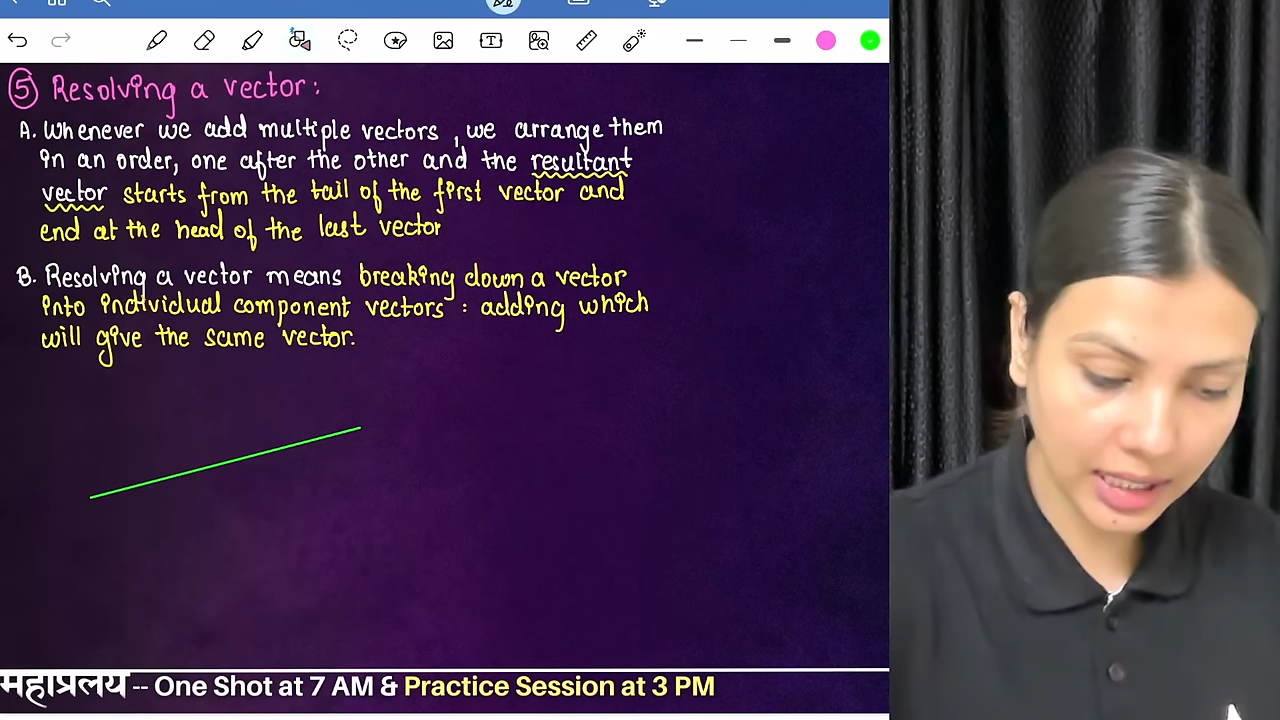 ⑤ Resolving a vector:
A. Whenever we add multiple vectors, we arrange them
in an order, one after the other and the resultant
vector starts from the tail of the first vector and
end at the head of the last vector
B. Resolving a vector means breaking down a vector
into individual component vectors : adding which
will give the same vector.
महाप्रलय -- One Shot at 7 AM & Practice Session at 3 PM